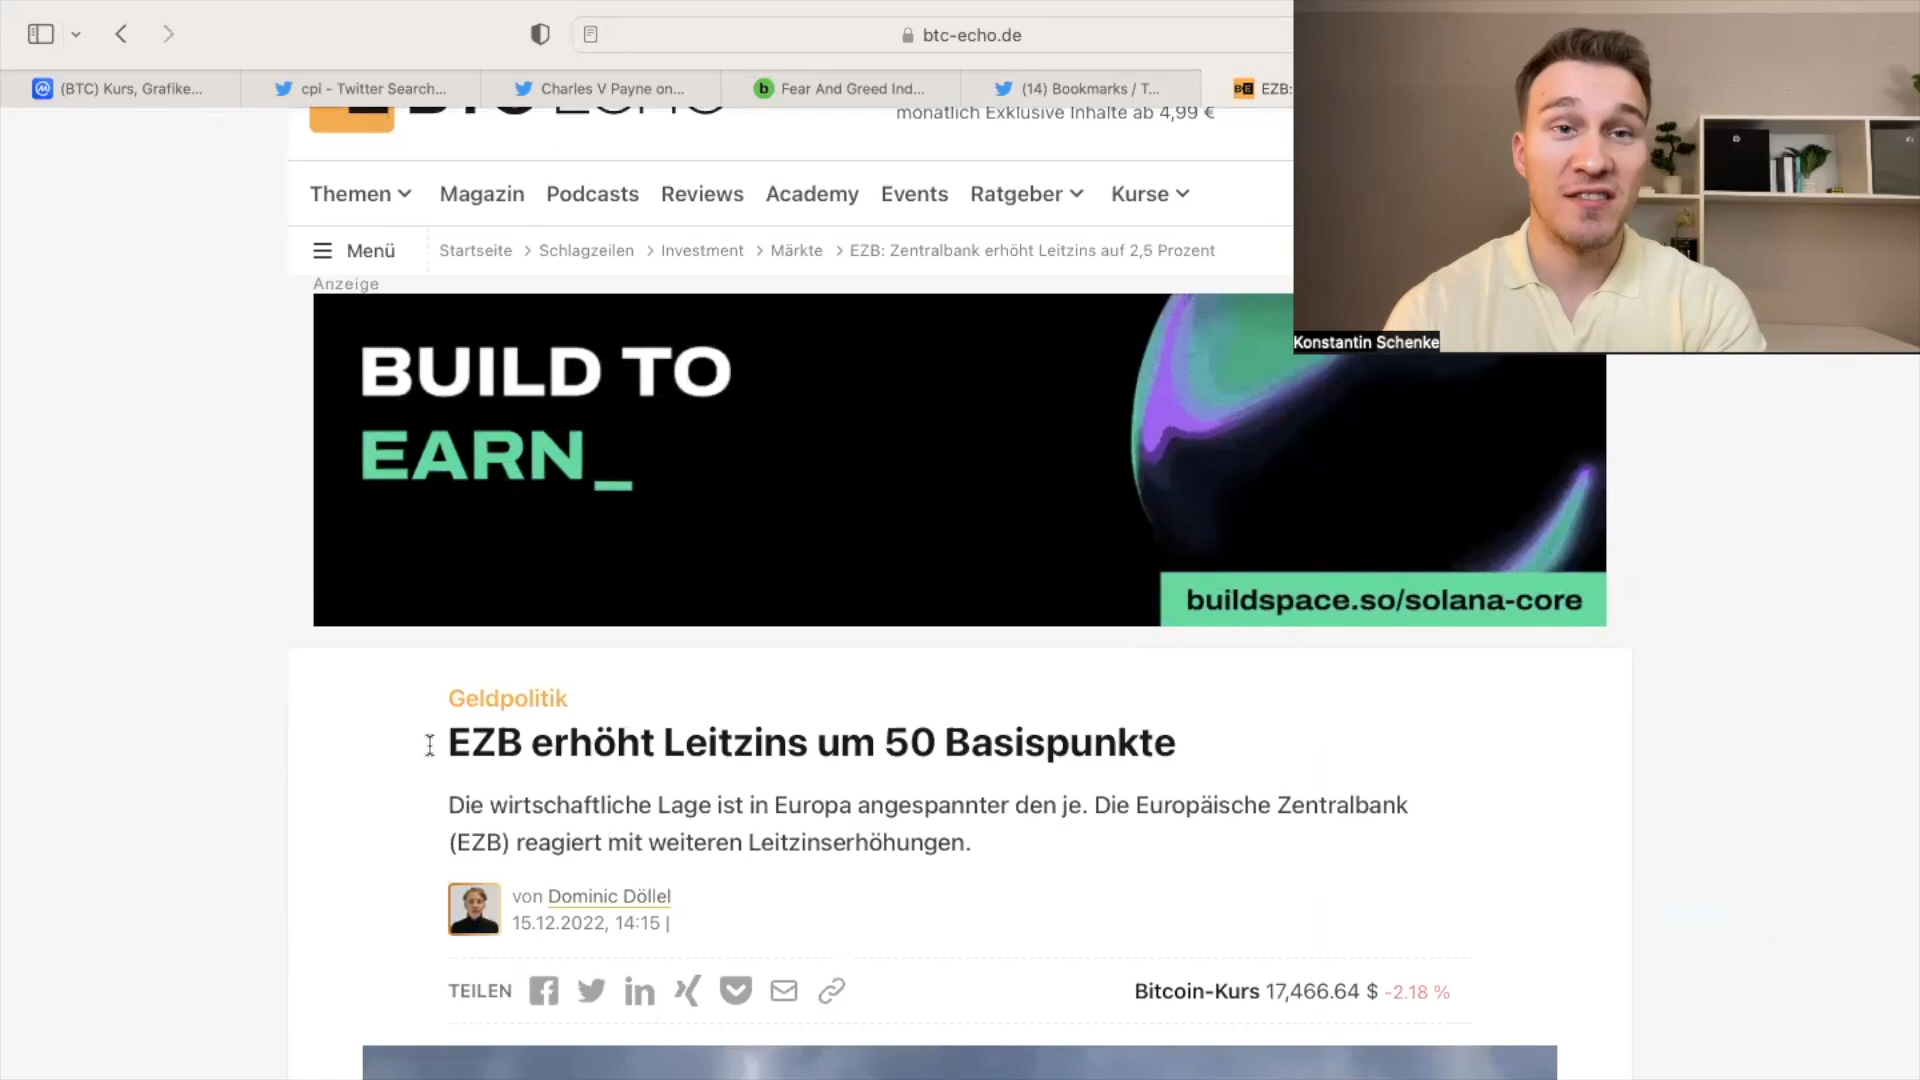 btc-echo.de
(BTC) Kurs, Grafike...
cpi - Twitter Search...
Charles V Payne on...
Fear And Greed Ind...
(14) Bookmarks / T...
EZB:
monatlich Exklusive Inhalte ab 4,99 €
Themen
Magazin
Podcasts
Reviews
Academy
Events
Ratgeber
Kurse
Menü
Startseite > Schlagzeilen > Investment > Märkte > EZB: Zentralbank erhöht Leitzins auf 2,5 Prozent
Anzeige
Konstantin Schenke
BUILD TO
EARN_
buildspace.so/solana-core
Geldpolitik
EZB erhöht Leitzins um 50 Basispunkte
Die wirtschaftliche Lage ist in Europa angespannter den je. Die Europäische Zentralbank
(EZB) reagiert mit weiteren Leitzinserhöhungen.
von Dominic Döllel
15.12.2022, 14:15 |
TEILEN
Bitcoin-Kurs 17,466.64 $ -2.18 %